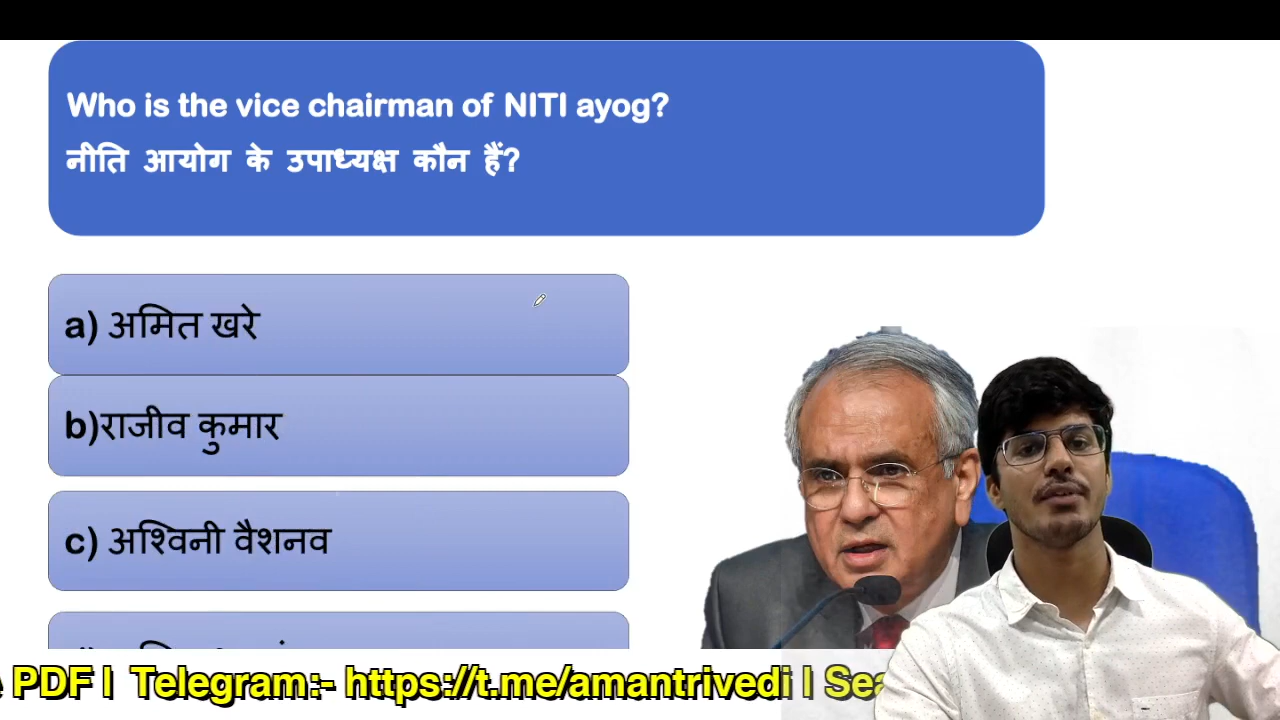 Who is the vice chairman of NITI ayog?
नीति आयोग के उपाध्यक्ष कौन हैं?
a) अमित खरे
b)राजीव कुमार
c) अश्विनी वैशनव
PDF l Telegram:- https://t.me/amantrivedi l